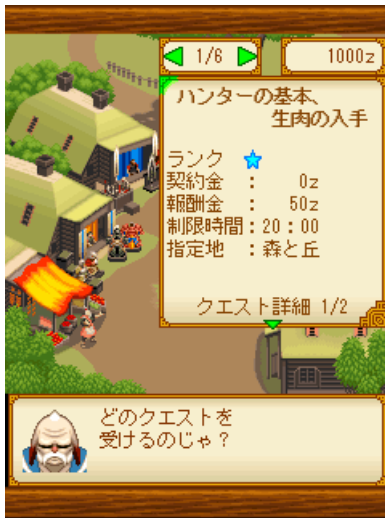 1/6
1000z
ハンターの基本、
生肉の入手
ランク
契約金 : 0z
報酬金 : 50z
制限時間:20:00
指定地 :森と丘
クエスト詳細 1/2
どのクエストを
受けるのじゃ?